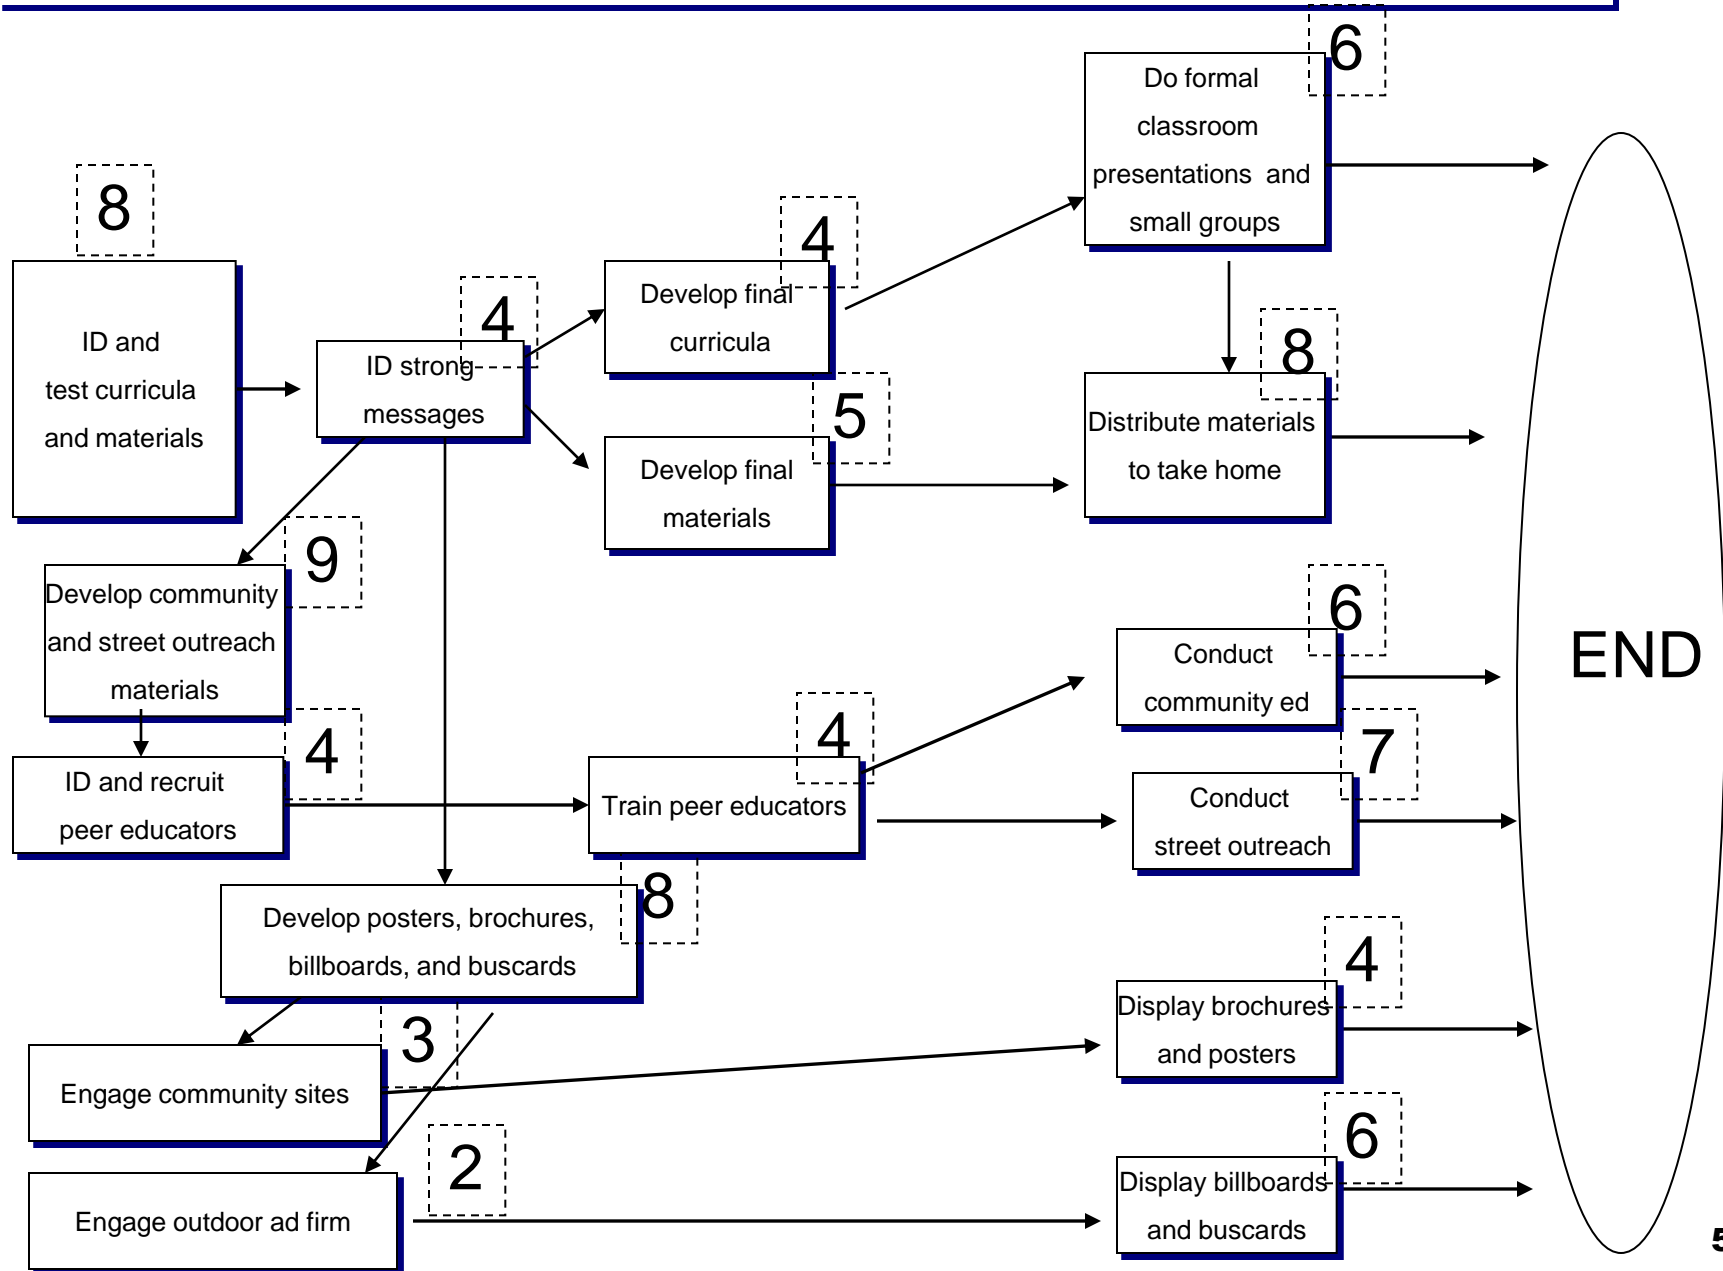 6
Do formal
classroom
presentations and
small groups
8
ID and
test curricula
and materials
4
ID strong
messages
4
Develop final
curricula
5
Develop final
materials
8
Distribute materials
to take home
9
Develop community
and street outreach
materials
4
ID and recruit
peer educators
4
Train peer educators
6
Conduct
community ed
7
Conduct
street outreach
END
8
Develop posters, brochures,
billboards, and buscards
3
Engage community sites
4
Display brochures
and posters
2
Engage outdoor ad firm
6
Display billboards
and buscards